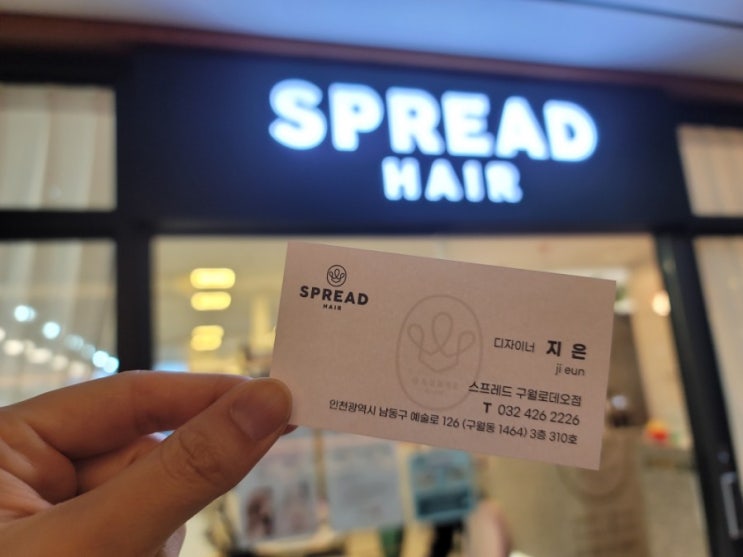 SPREAD
HAIR
SPREAD
HAIR
디자이너 지은
ji eun
스프레드 구월로데오점
T 032 426 2226
인천광역시 남동구 예술로 126 (구월동 1464) 3층 310호